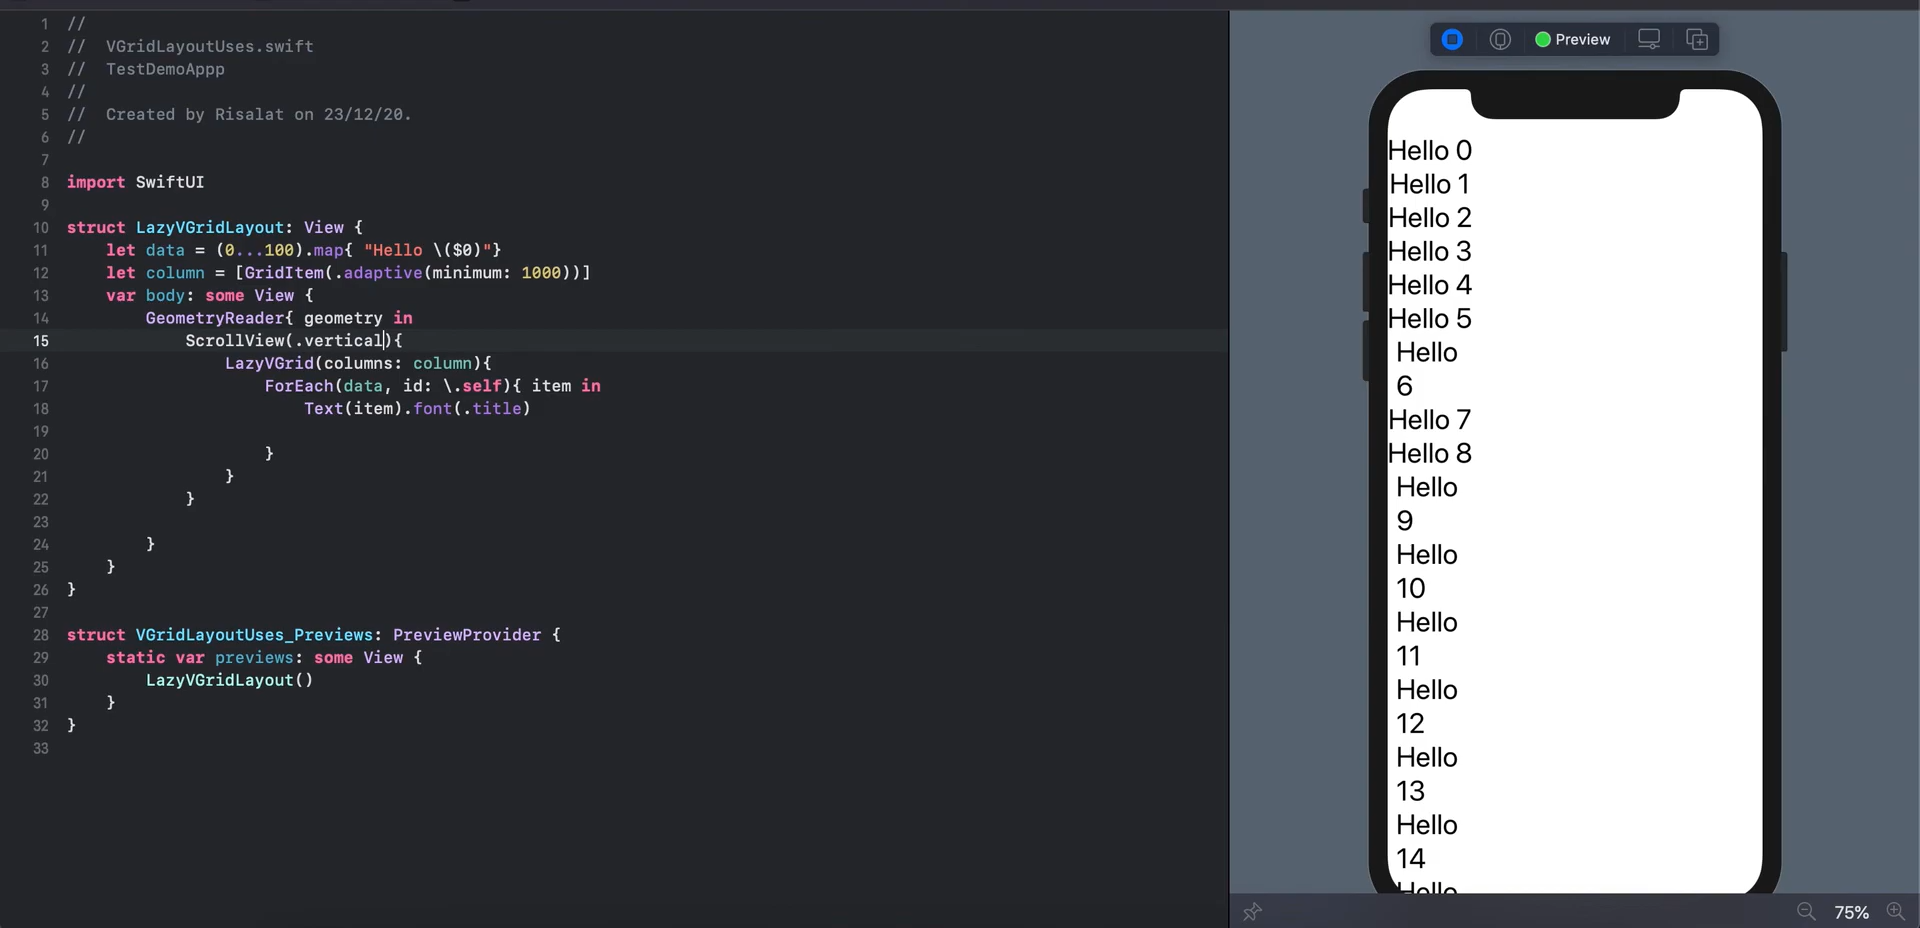 1 //
2 //  VGridLayoutUses.swift
3 //  TestDemoAppp
4 //
5 //  Created by Risalat on 23/12/20.
6 //
7
8 import SwiftUI
9
10 struct LazyVGridLayout: View {
11     let data = (0...100).map{ "Hello \($0)"}
12     let column = [GridItem(.adaptive(minimum: 1000))]
13     var body: some View {
14         GeometryReader{ geometry in
15             ScrollView(.vertical){
16                 LazyVGrid(columns: column){
17                     ForEach(data, id: \.self){ item in
18                         Text(item).font(.title)
19
20                     }
21                 }
22             }
23
24         }
25     }
26 }
27
28 struct VGridLayoutUses_Previews: PreviewProvider {
29     static var previews: some View {
30         LazyVGridLayout()
31     }
32 }
33
Preview
Hello 0
Hello 1
Hello 2
Hello 3
Hello 4
Hello 5
Hello
6
Hello 7
Hello 8
Hello
9
Hello
10
Hello
11
Hello
12
Hello
13
Hello
14
Hello
75%